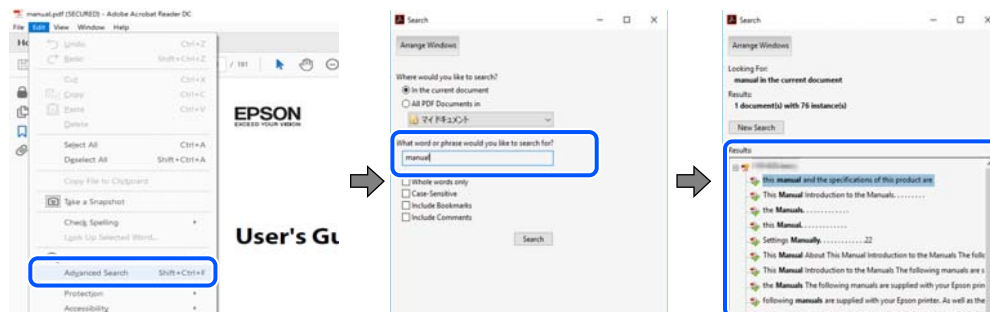 manual.pdf (SECURED) - Adobe Acrobat Reader DC
File Edit View Window Help
Undo Ctrl+Z
Redo Shift+Ctrl+Z
Cut Ctrl+X
Copy Ctrl+C
Paste Ctrl+V
Delete
Select All Ctrl+A
Deselect All Shift+Ctrl+A
Copy File to Clipboard
Take a Snapshot
Check Spelling
Look Up Selected Word...
Advanced Search Shift+Ctrl+F
Protection
Accessibility
/ 181
EPSON
EXCEED YOUR VISION
User's Gu
Search
Arrange Windows
Where would you like to search?
In the current document
All PDF Documents in
マイ ドキュメント
What word or phrase would you like to search for?
manual
Whole words only
Case-Sensitive
Include Bookmarks
Include Comments
Search
Search
Arrange Windows
Looking For:
manual in the current document
Results:
1 document(s) with 76 instance(s)
New Search
Results:
this manual and the specifications of this product are
This Manual Introduction to the Manuals. . . . . . . .
the Manuals. . . . . . . . . . . .
this Manual. . . . . . . . . . . .
Settings Manually. . . . . . . . . . . .22
This Manual About This Manual Introduction to the Manuals The follo
This Manual Introduction to the Manuals The following manuals are s
the Manuals The following manuals are supplied with your Epson prin
following manuals are supplied with your Epson printer. As well as the